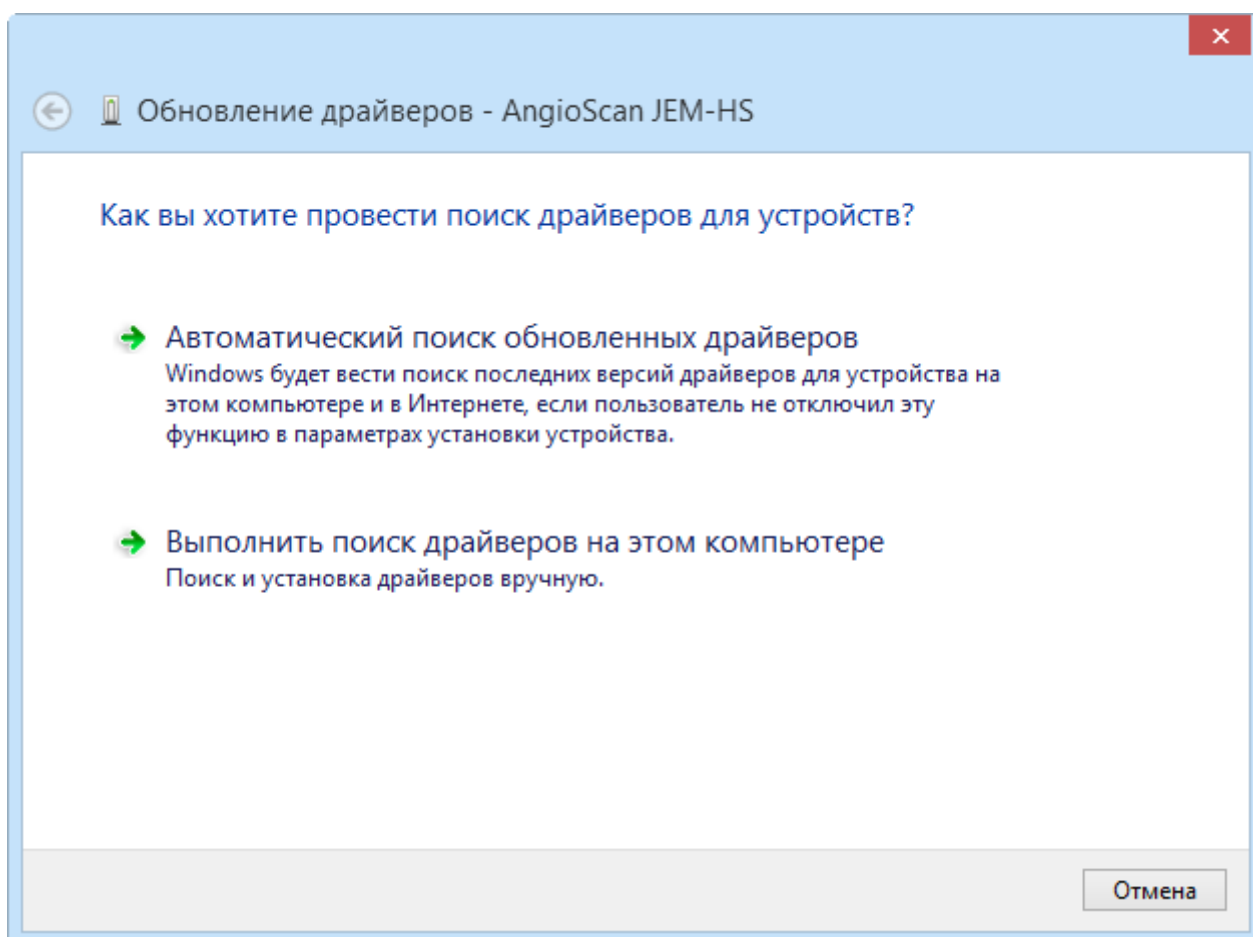 Обновление драйверов - AngioScan JEM-HS
Как вы хотите провести поиск драйверов для устройств?
Автоматический поиск обновленных драйверов
Windows будет вести поиск последних версий драйверов для устройства на
этом компьютере и в Интернете, если пользователь не отключил эту
функцию в параметрах установки устройства.
Выполнить поиск драйверов на этом компьютере
Поиск и установка драйверов вручную.
Отмена